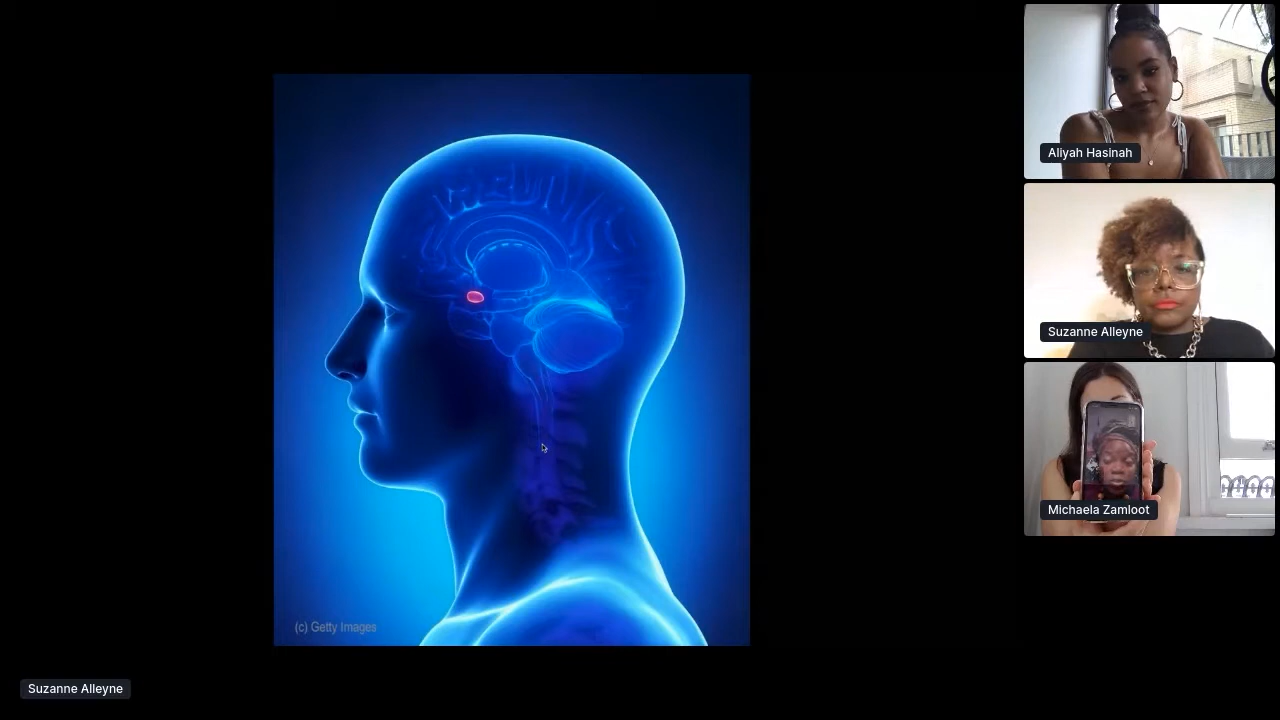 Aliyah Hasinah
Suzanne Alleyne
Michaela Zamloot
(c) Getty Images
Suzanne Alleyne